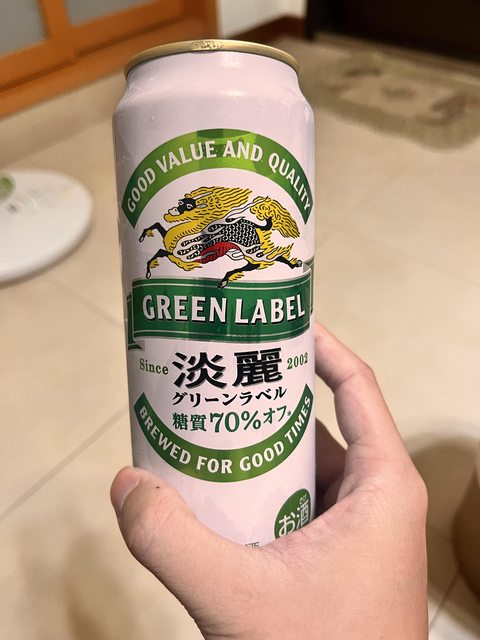 GOOD VALUE AND QUALITY
GREEN LABEL
Since 淡麗 2002
グリーンラベル
糖質70%オフ※
BREWED FOR GOOD TIMES
お酒